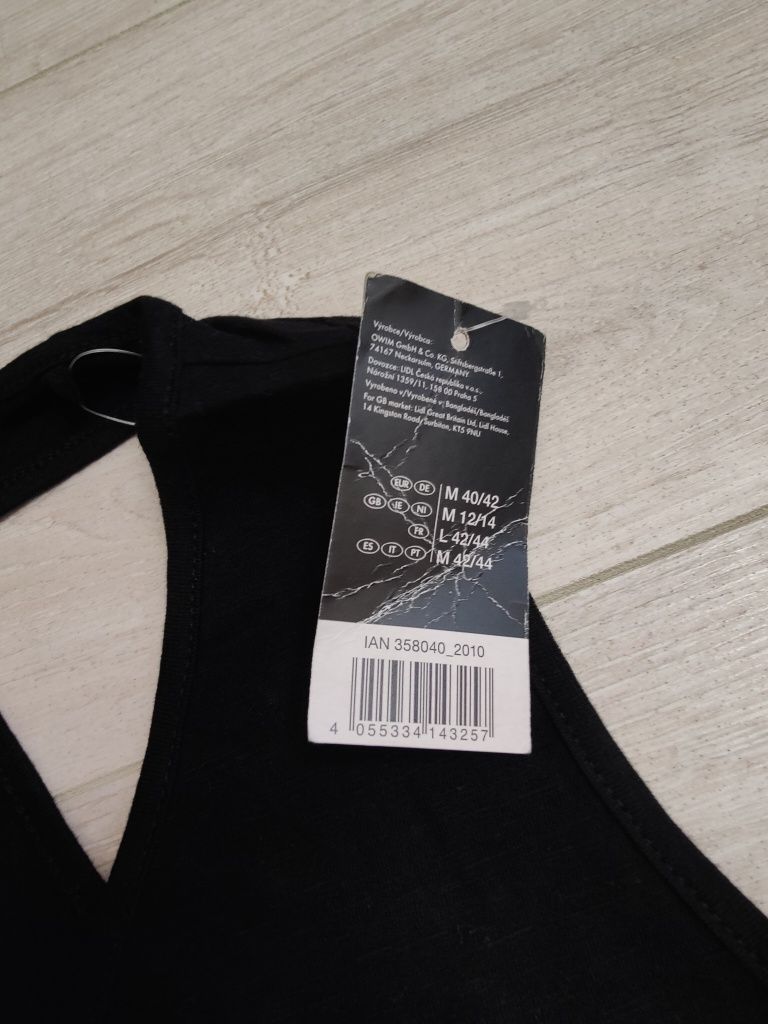 Výrobce/Výrobca:
OWIM GmbH & Co. KG, Stiftsbergstraße 1,
74167 Neckarsulm, GERMANY
Dovozce: LIDL Česká republika v.o.s.,
Nárožní 1359/11, 158 00 Praha 5
Vyrobeno v/Vyrobené v: Bangladéš/Bangladéš
For GB market: Lidl Great Britain Ltd, Lidl House,
14 Kingston Road, Surbiton, KT5 9NU
EUR DE M 40/42
GB IE NI M 12/14
FR L 42/44
ES IT PT M 42/44
IAN 358040_2010
4 055334 143257